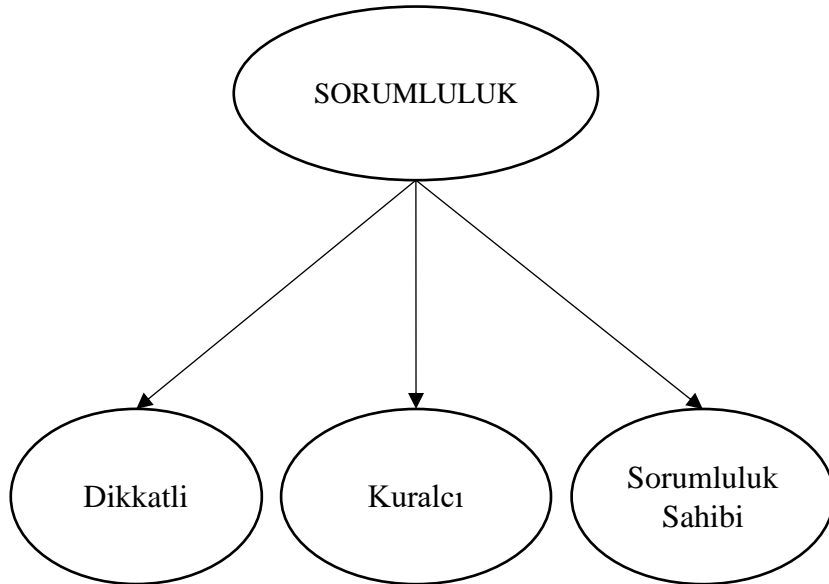 SORUMLULUK
Dikkatli
Kuralcı
Sorumluluk
Sahibi